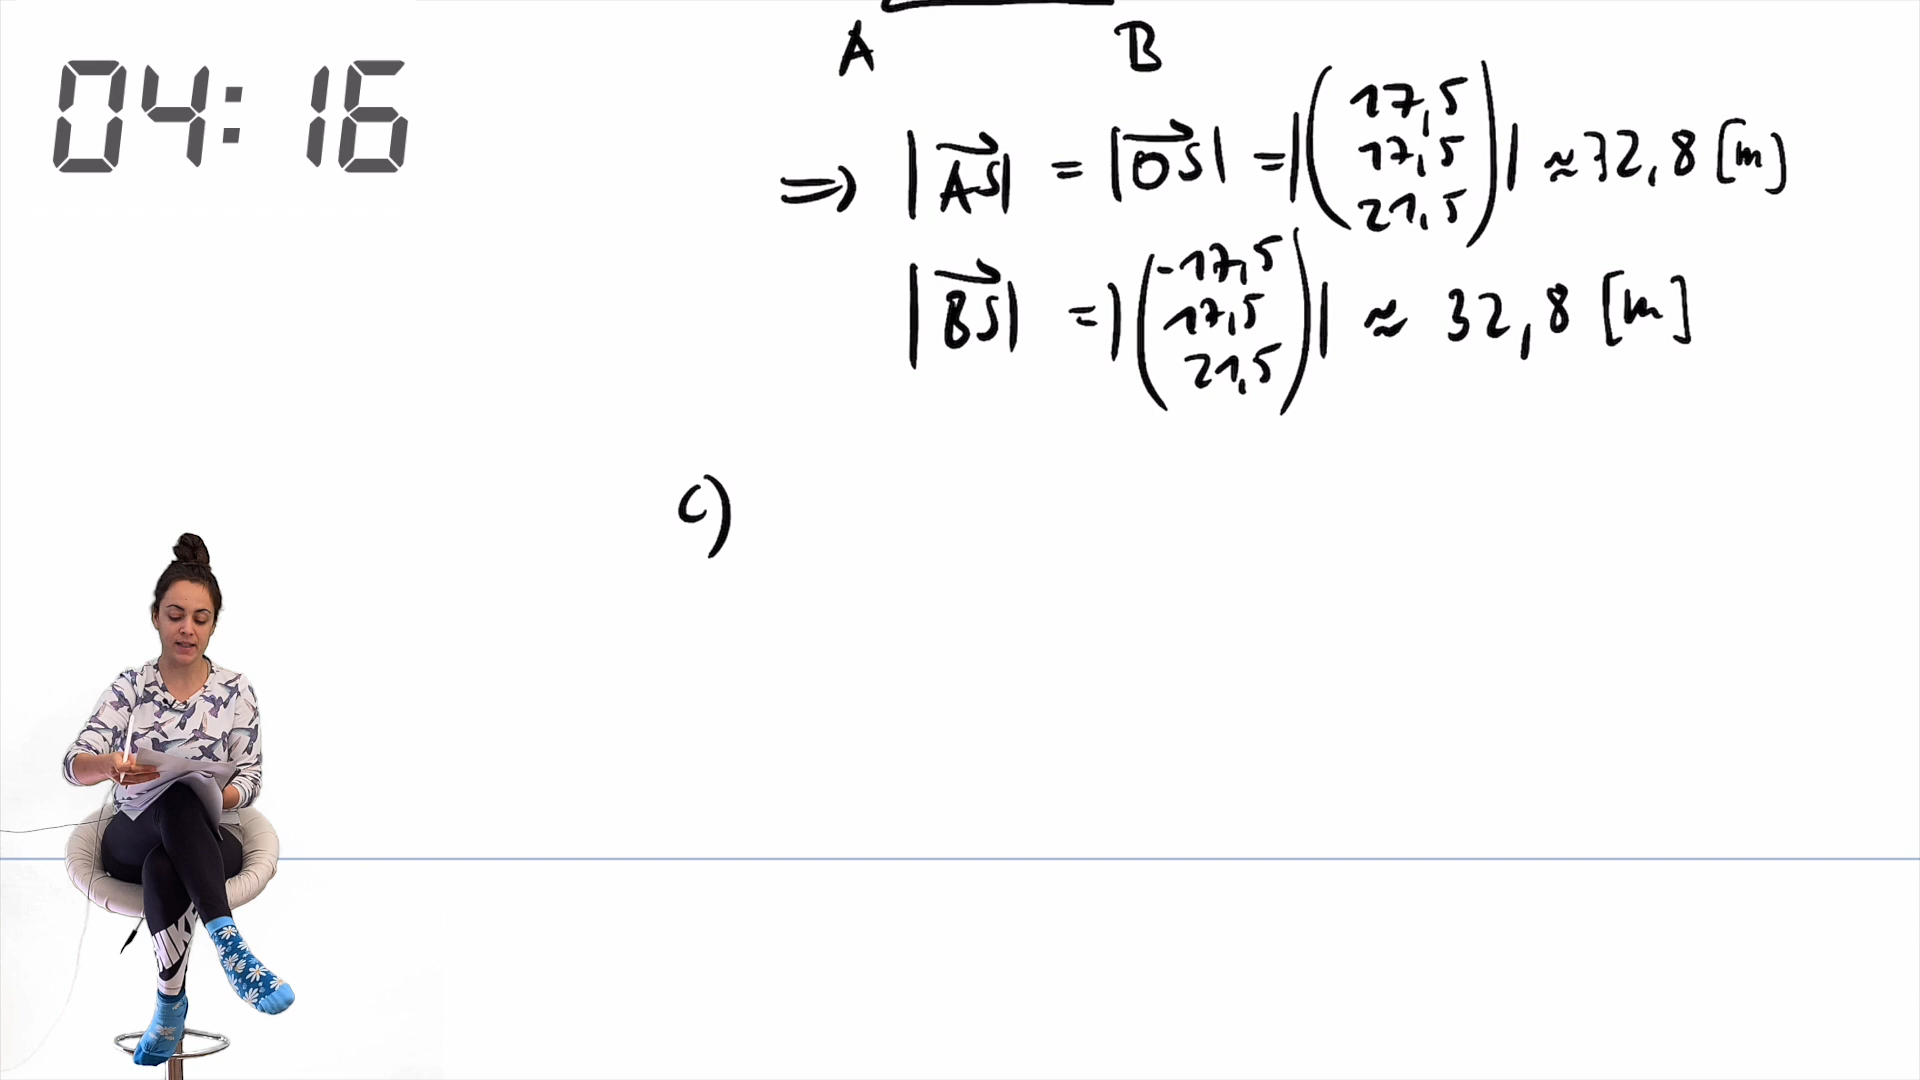 04:16
A B
=> |AS| = |OS| = |(17,5 17,5 21,5)| ≈ 32,8 [m]
|BS| = |(-17,5 17,5 21,5)| ≈ 32,8 [m]
c)
NIKE